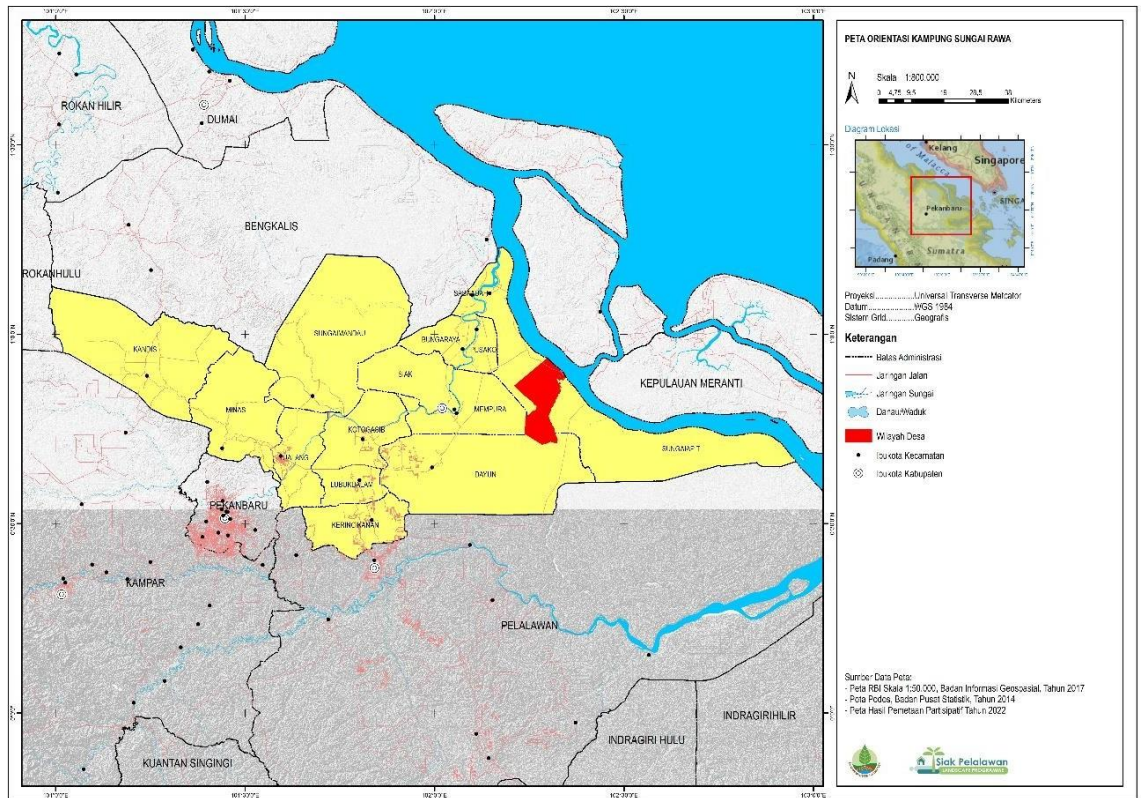 PETA ORIENTASI KAMPUNG SUNGAI RAWA
N
Skala 1:800.000
0 4,75 9,5 19 28,5 38
Kilometers
Diagram Lokasi
Kelang
of Malacca
Singapore
Pekanbaru
Sumatra
Padang
Proyeksi..............Universal Transverse Metcator
Datum................WGS 1984
Sistem Grid.........Geografis
Keterangan
Batas Administrasi
Jaringan Jalan
Jaringan Sungai
Danau/Waduk
Wilayah Desa
Ibukota Kecamatan
Ibukota Kabupaten
Sumber Data Peta:
- Peta RBI Skala 1:50.000, Badan Informasi Geospasial, Tahun 2017
- Peta Podes, Badan Pusat Statistik, Tahun 2014
- Peta Hasil Pemetaan Partisipatif Tahun 2022
Siak Pelalawan
LANDSCAPE PROGRAMME
ROKAN HILIR
DUMAI
BENGKALIS
ROKANHULU
KANDIS
SUNGAIMANDAU
BUNGARAYA
SIAK
MINAS
MEMPURA
KOTOGASIB
KEPULAUAN MERANTI
DAYUN
LUBUKDALAM
PEKANBARU
KERINCIKANAN
KAMPAR
PELALAWAN
INDRAGIRIHILIR
INDRAGIRI HULU
KUANTAN SINGINGI